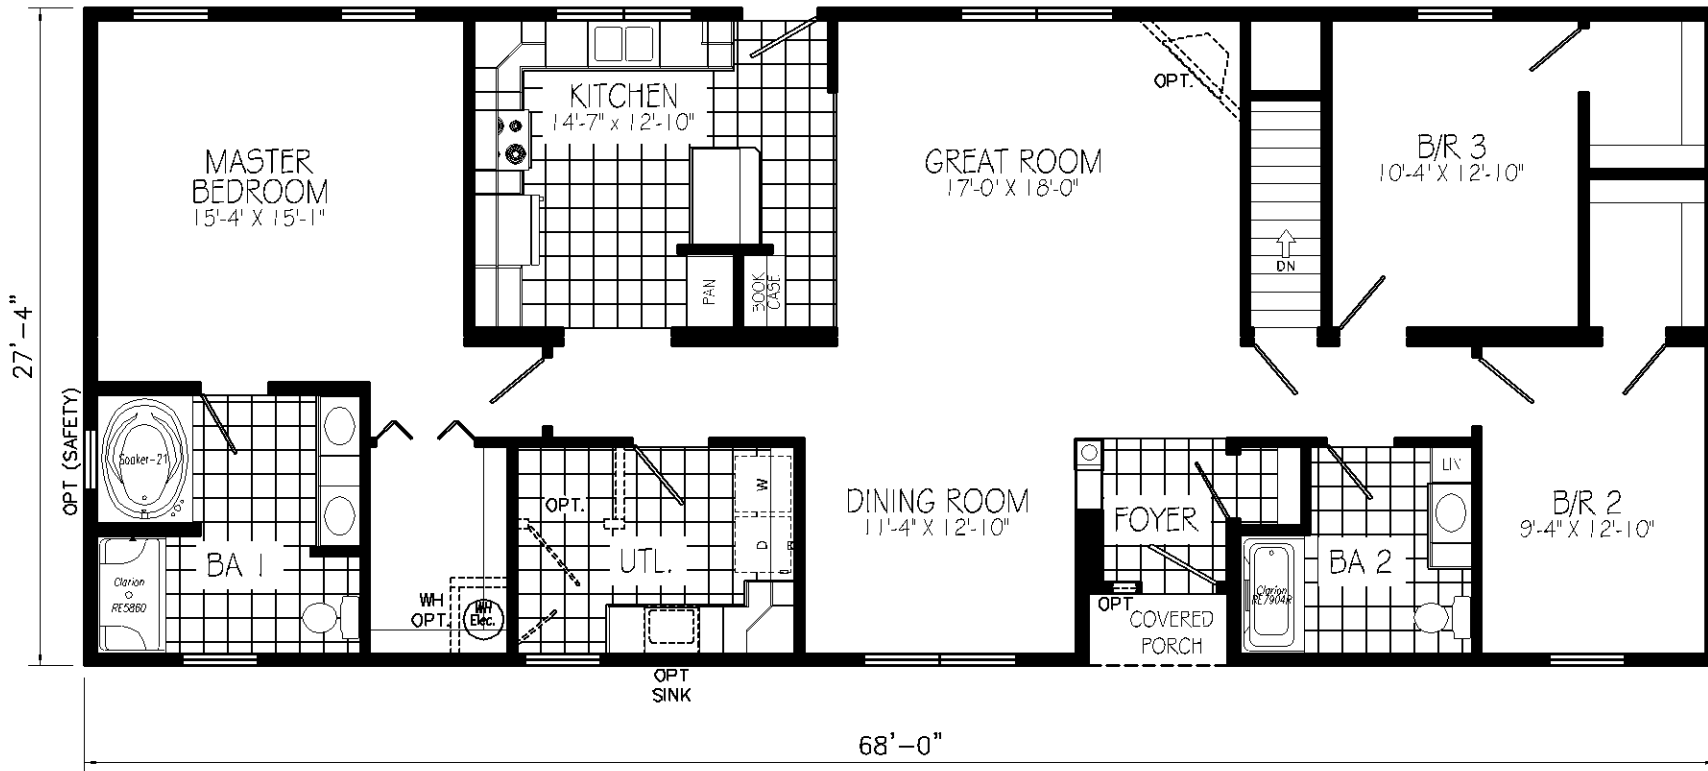 KITCHEN
14'-7" X 12'-10"
OPT.
MASTER
BEDROOM
15'-4" X 15'-1"
GREAT ROOM
17'-0" X 18'-0"
B/R 3
10'-4" X 12'-10"
DN
PAN
CASE
27'-4"
OPT (SAFETY)
Soaker-21
BA 1
Clarion
RE5860
WH
OPT.
WH
Elec.
OPT.
UTL.
W
D
OPT
SINK
DINING ROOM
11'-4" X 12'-10"
FOYER
OPT
COVERED
PORCH
LIN
BA 2
Clarion
RE7904R
B/R 2
9'-4" X 12'-10"
68'-0"